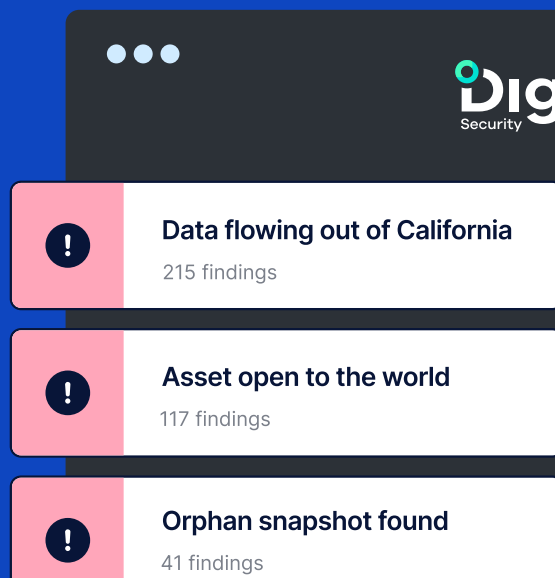 Dig
Security
Data flowing out of California
215 findings
Asset open to the world
117 findings
Orphan snapshot found
41 findings